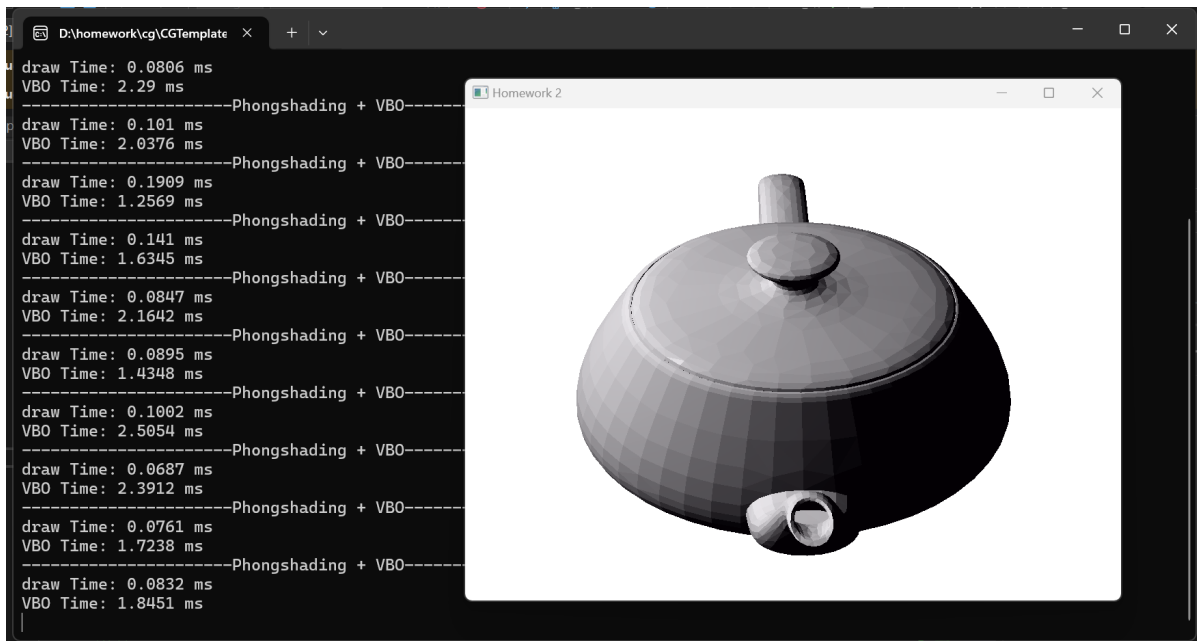 D:\homework\cg\CGTemplate
draw Time: 0.0806 ms
VBO Time: 2.29 ms
----------------------Phongshading + VBO-------
draw Time: 0.101 ms
VBO Time: 2.0376 ms
----------------------Phongshading + VBO-------
draw Time: 0.1909 ms
VBO Time: 1.2569 ms
----------------------Phongshading + VBO-------
draw Time: 0.141 ms
VBO Time: 1.6345 ms
----------------------Phongshading + VBO-------
draw Time: 0.0847 ms
VBO Time: 2.1642 ms
----------------------Phongshading + VBO-------
draw Time: 0.0895 ms
VBO Time: 1.4348 ms
----------------------Phongshading + VBO-------
draw Time: 0.1002 ms
VBO Time: 2.5054 ms
----------------------Phongshading + VBO-------
draw Time: 0.0687 ms
VBO Time: 2.3912 ms
----------------------Phongshading + VBO-------
draw Time: 0.0761 ms
VBO Time: 1.7238 ms
----------------------Phongshading + VBO-------
draw Time: 0.0832 ms
VBO Time: 1.8451 ms
Homework 2